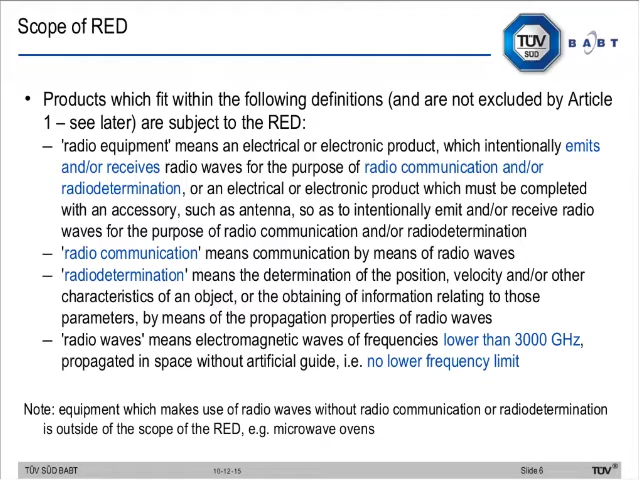 Scope of RED
TÜV
SÜD
BABT
• Products which fit within the following definitions (and are not excluded by Article
1 – see later) are subject to the RED:
– 'radio equipment' means an electrical or electronic product, which intentionally emits
and/or receives radio waves for the purpose of radio communication and/or
radiodetermination, or an electrical or electronic product which must be completed
with an accessory, such as antenna, so as to intentionally emit and/or receive radio
waves for the purpose of radio communication and/or radiodetermination
– 'radio communication' means communication by means of radio waves
– 'radiodetermination' means the determination of the position, velocity and/or other
characteristics of an object, or the obtaining of information relating to those
parameters, by means of the propagation properties of radio waves
– 'radio waves' means electromagnetic waves of frequencies lower than 3000 GHz,
propagated in space without artificial guide, i.e. no lower frequency limit
Note: equipment which makes use of radio waves without radio communication or radiodetermination
is outside of the scope of the RED, e.g. microwave ovens
TÜV SÜD BABT 10-12-15 Slide 6 TÜV®